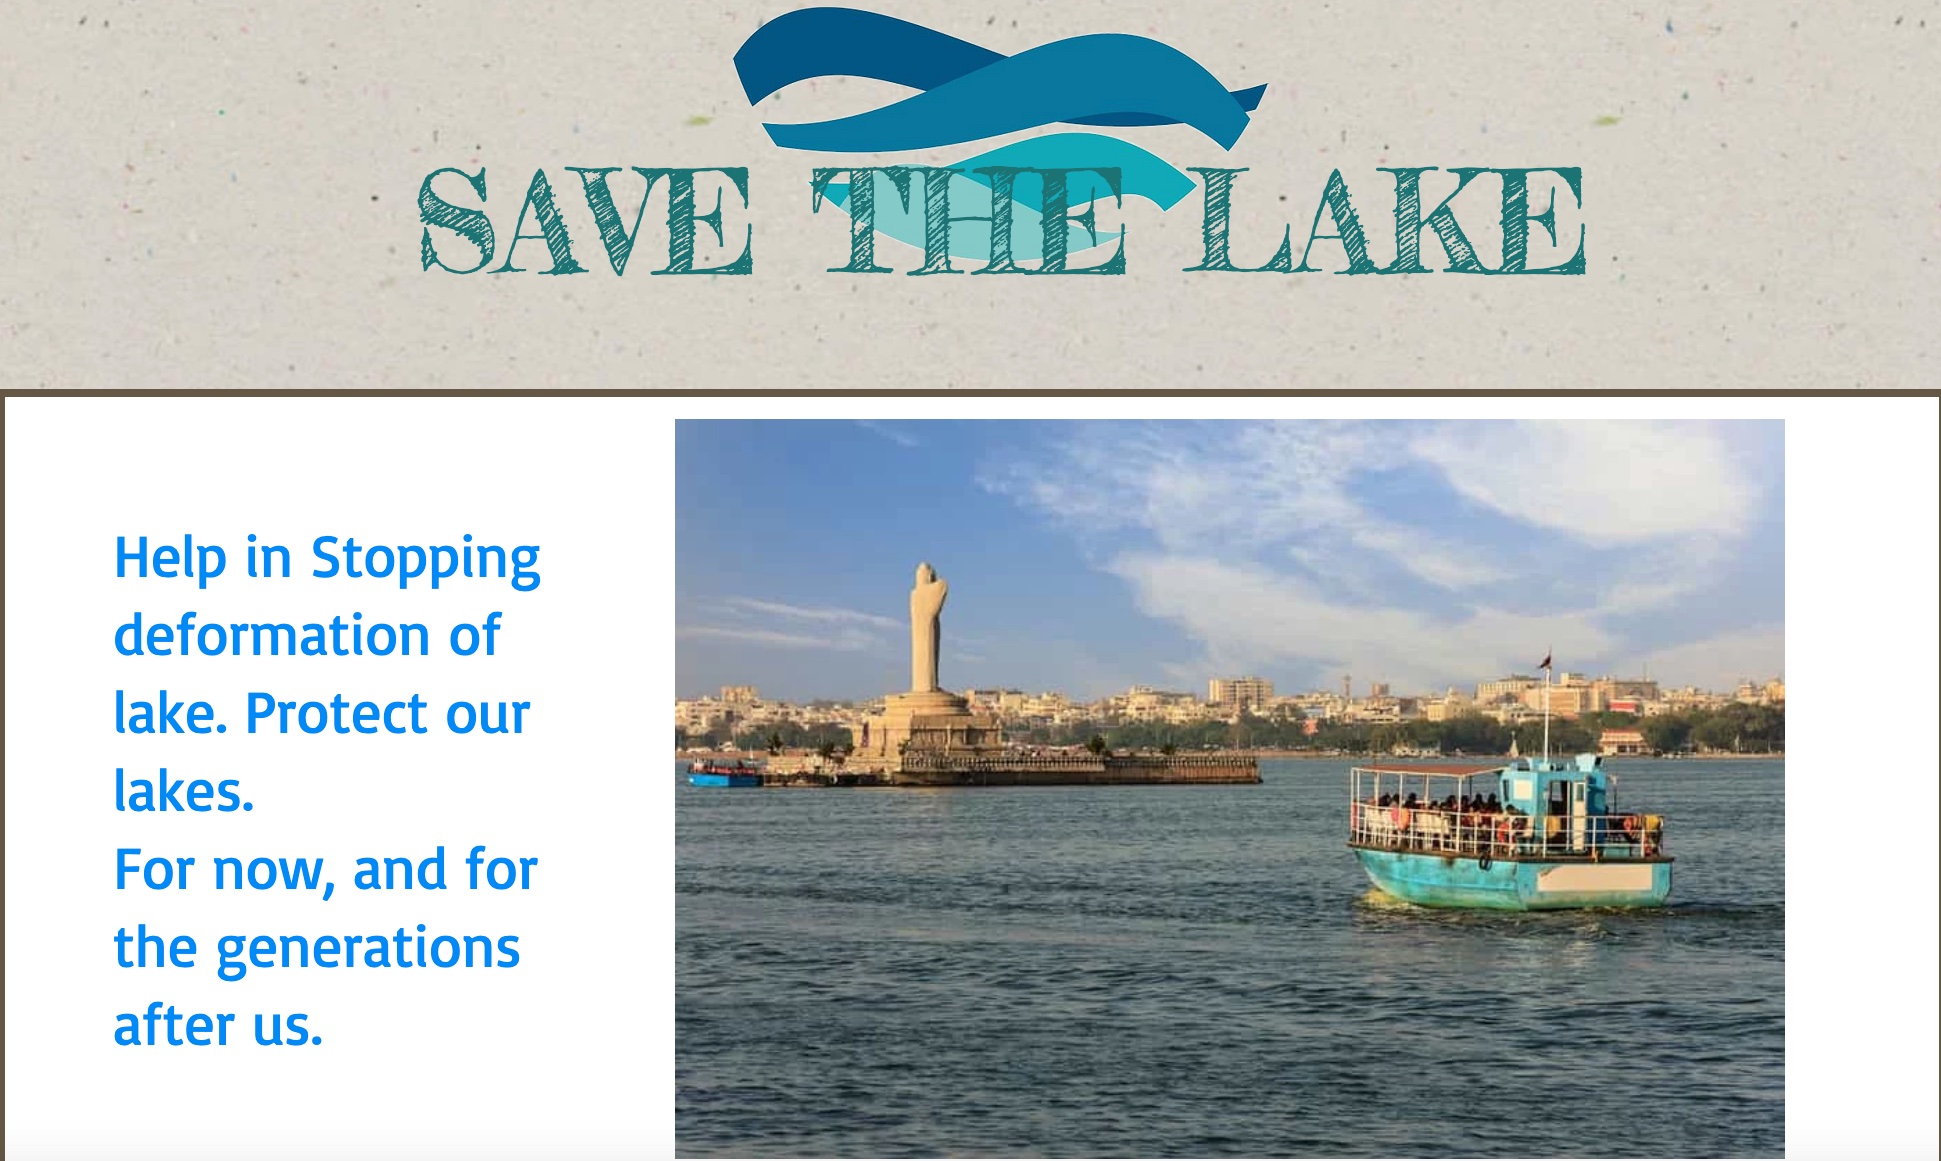 SAVE THE LAKE
Help in Stopping
deformation of
lake. Protect our
lakes.
For now, and for
the generations
after us.